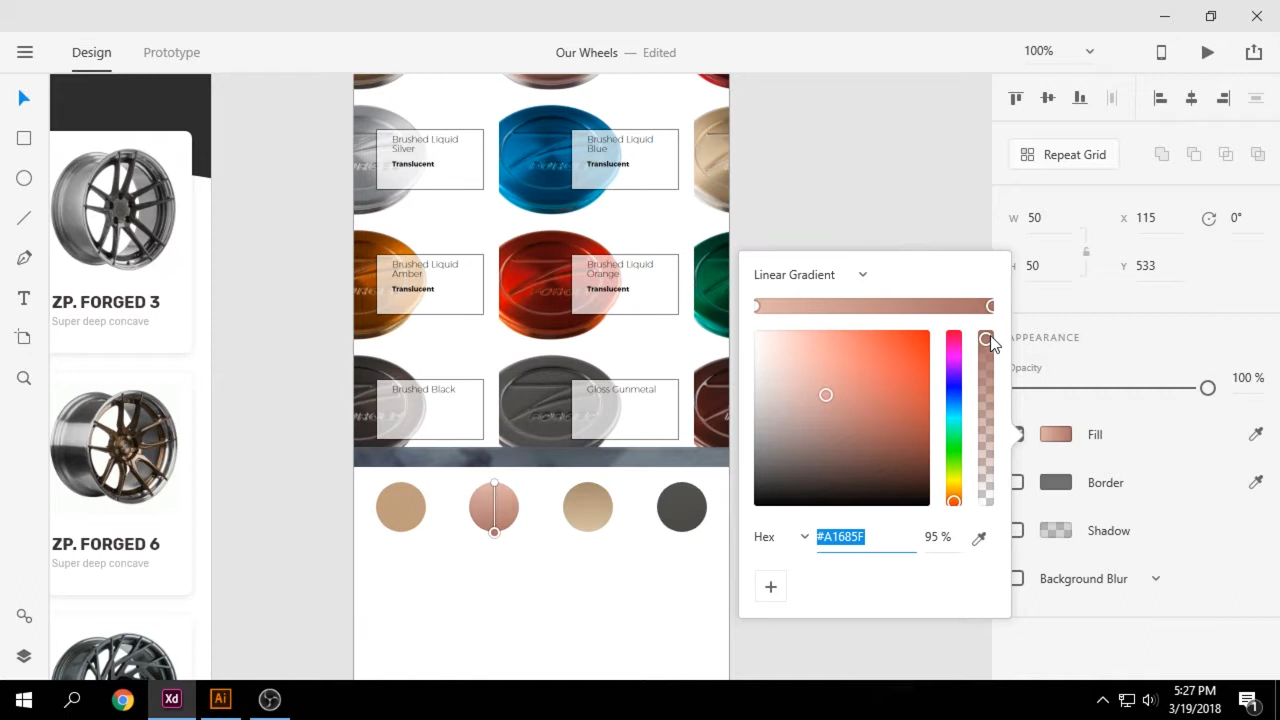 Design
Prototype
Our Wheels — Edited
100%
Brushed Liquid
Silver
Translucent
Brushed Liquid
Blue
Translucent
Repeat Grid
W 50
X 115
0°
H 50
Y 533
ZP. FORGED 3
Super deep concave
Brushed Liquid
Amber
Translucent
Brushed Liquid
Orange
Translucent
Linear Gradient
APPEARANCE
Opacity
100 %
Brushed Black
Gloss Gunmetal
Fill
Border
Shadow
Background Blur
Hex
#A1685F
95 %
+
ZP. FORGED 6
Super deep concave
Xd
Ai
5:27 PM
3/19/2018
1